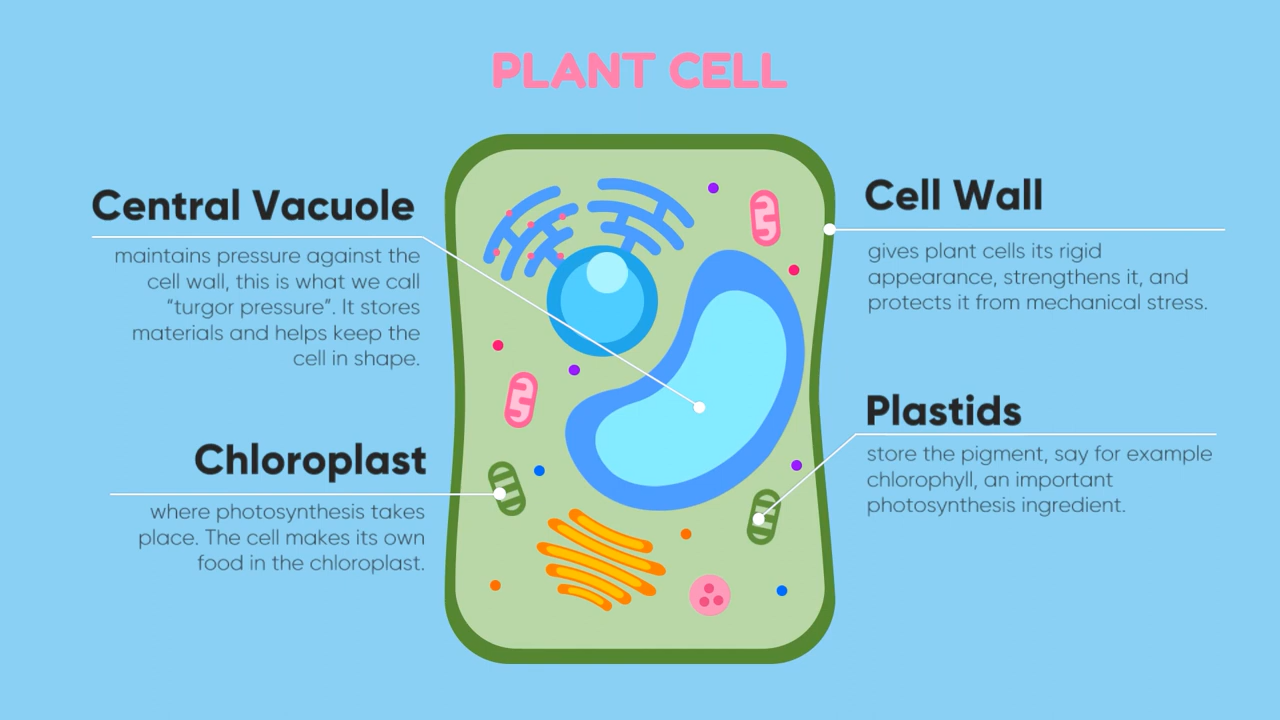 PLANT CELL
Central Vacuole
maintains pressure against the
cell wall, this is what we call
"turgor pressure". It stores
materials and helps keep the
cell in shape.
Chloroplast
where photosynthesis takes
place. The cell makes its own
food in the chloroplast.
Cell Wall
gives plant cells its rigid
appearance, strengthens it, and
protects it from mechanical stress.
Plastids
store the pigment, say for example
chlorophyll, an important
photosynthesis ingredient.